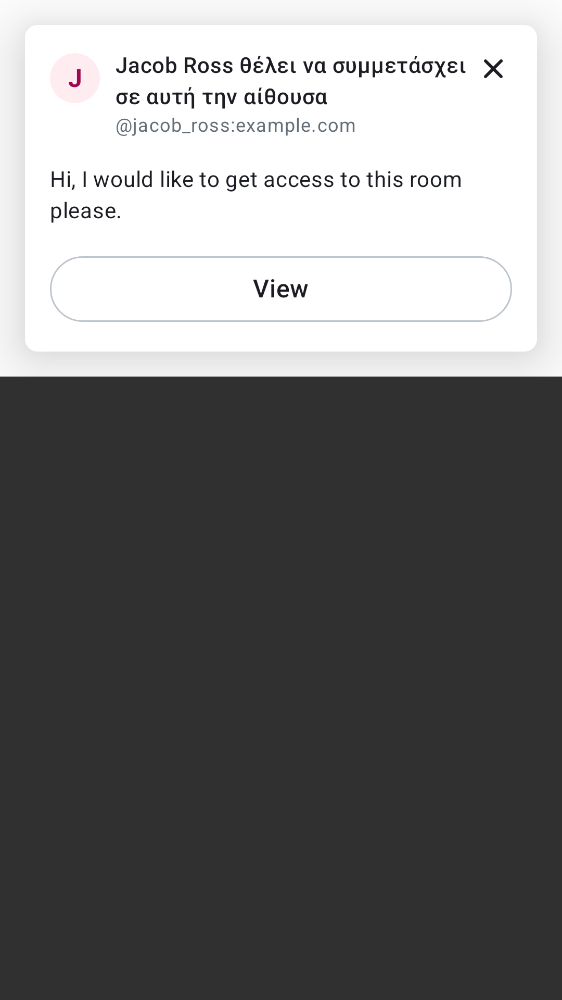 J
Jacob Ross θέλει να συμμετάσχει
σε αυτή την αίθουσα
@jacob_ross:example.com
Hi, I would like to get access to this room
please.
View